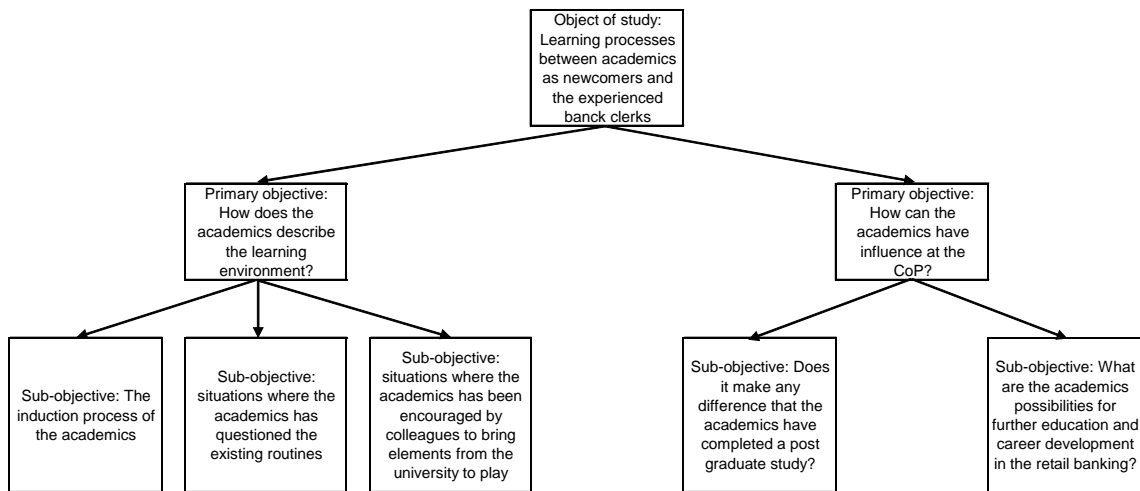 Object of study:
Learning processes
between academics
as newcomers and
the experienced
banck clerks
Primary objective:
How does the
academics describe
the learning
environment?
Primary objective:
How can the
academics have
influence at the
CoP?
Sub-objective: The
induction process of
the academics
Sub-objective:
situations where the
academics has
questioned the
existing routines
Sub-objective:
situations where the
academics has been
encouraged by
colleagues to bring
elements from the
university to play
Sub-objective: Does
it make any
difference that the
academics have
completed a post
graduate study?
Sub-objective: What
are the academics
possibilities for
further education and
career development
in the retail banking?